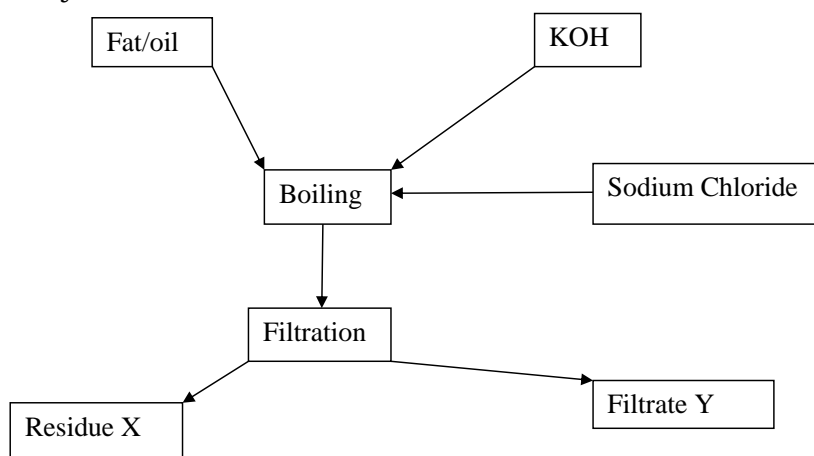 Fat/oil
KOH
Boiling
Sodium Chloride
Filtration
Residue X
Filtrate Y